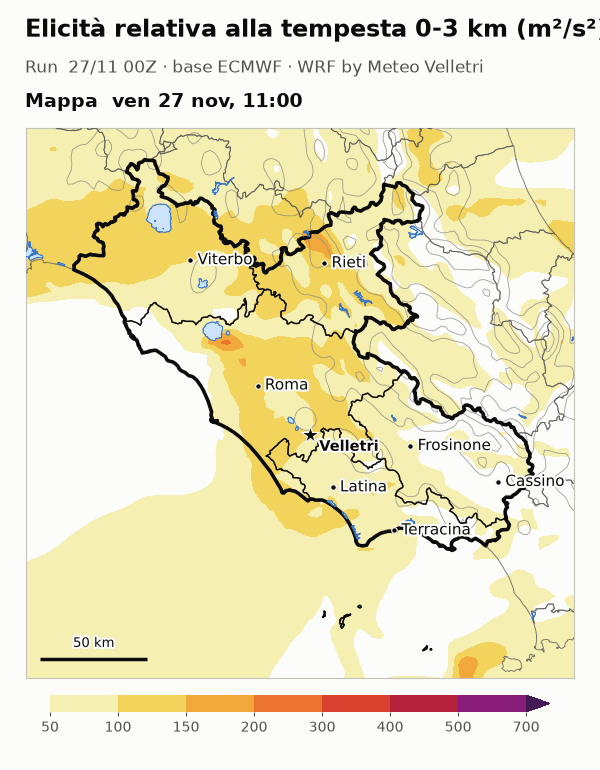 Elicità relativa alla tempesta 0-3 km (m²/s²)
Run  27/11 00Z · base ECMWF · WRF by Meteo Velletri
Mappa  ven 27 nov, 11:00
Viterbo
Rieti
Roma
Velletri
Frosinone
Cassino
Latina
Terracina
50 km
50 100 150 200 300 400 500 700